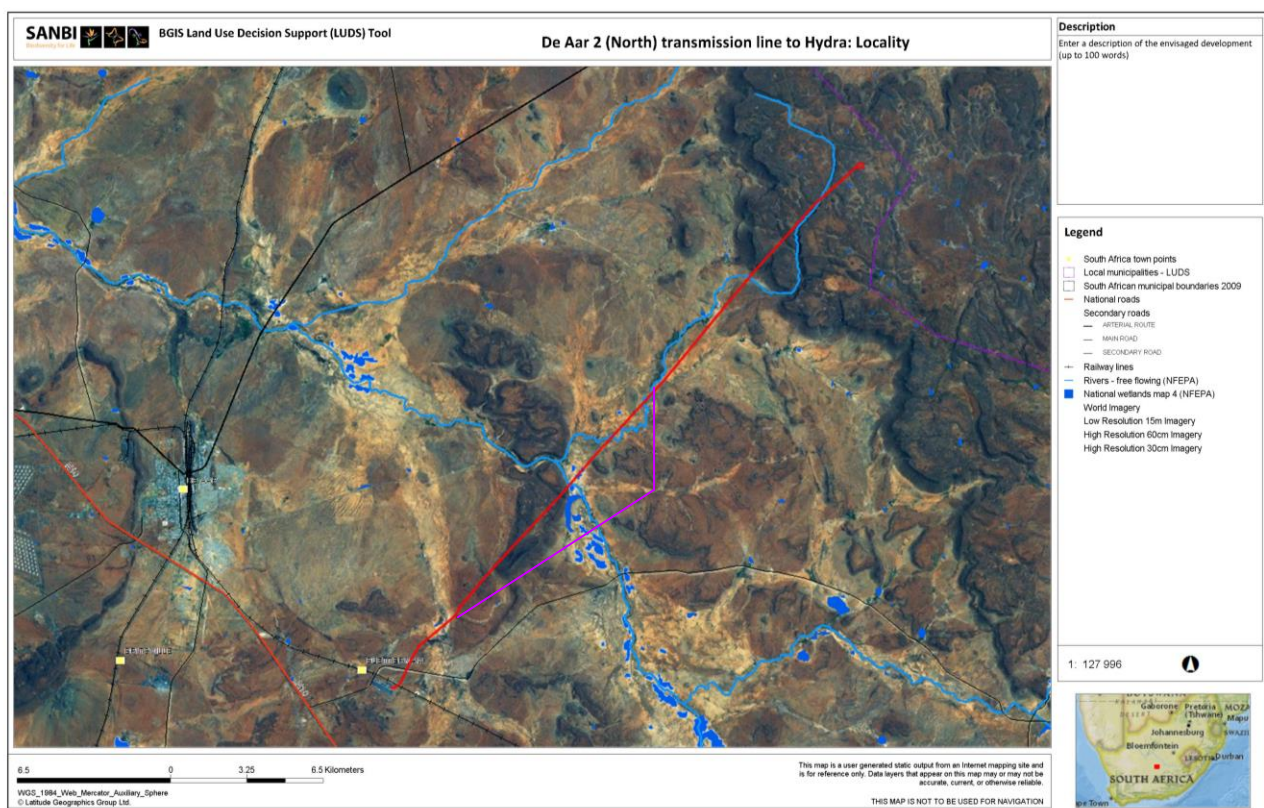 SANBI
Biodiversity for Life
BGIS Land Use Decision Support (LUDS) Tool
De Aar 2 (North) transmission line to Hydra: Locality
Description
Enter a description of the envisaged development
(up to 100 words)
Legend
South Africa town points
Local municipalities - LUDS
South African municipal boundaries 2009
National roads
Secondary roads
ARTERIAL ROUTE
MAIN ROAD
SECONDARY ROAD
Railway lines
Rivers - free flowing (NFEPA)
National wetlands map 4 (NFEPA)
World Imagery
Low Resolution 15m Imagery
High Resolution 60cm Imagery
High Resolution 30cm Imagery
1: 127 996
Gaberone
Pretoria
(Tshwane)
MOZA
Mapu
Johannesburg
SWAZI
Bloemfontein
LESOTHO
Durban
SOUTH AFRICA
ape Town
6.5
0
3.25
6.5 Kilometers
WGS_1984_Web_Mercator_Auxiliary_Sphere
© Latitude Geographics Group Ltd.
This map is a user generated static output from an Internet mapping site and
is for reference only. Data layers that appear on this map may or may not be
accurate, current, or otherwise reliable.
THIS MAP IS NOT TO BE USED FOR NAVIGATION